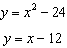 y = x² − 24
y = x − 12